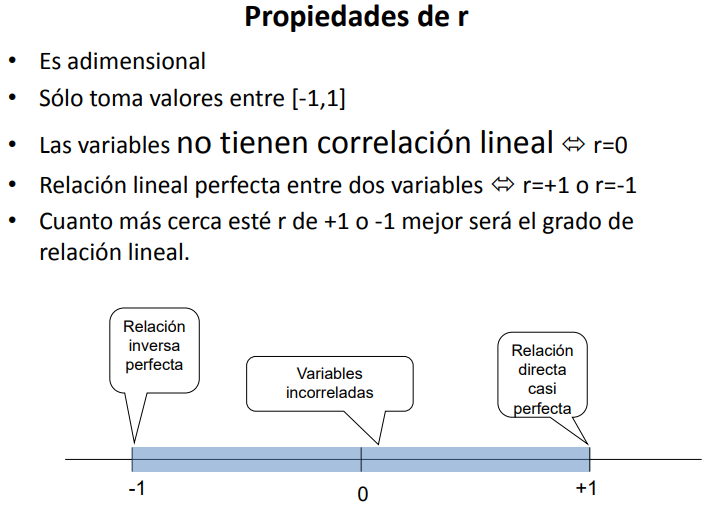 Propiedades de r
• Es adimensional
• Sólo toma valores entre [-1,1]
• Las variables no tienen correlación lineal ⇔ r=0
• Relación lineal perfecta entre dos variables ⇔ r=+1 o r=-1
• Cuanto más cerca esté r de +1 o -1 mejor será el grado de
relación lineal.
Relación
inversa
perfecta
Variables
incorreladas
Relación
directa
casi
perfecta
-1
0
+1